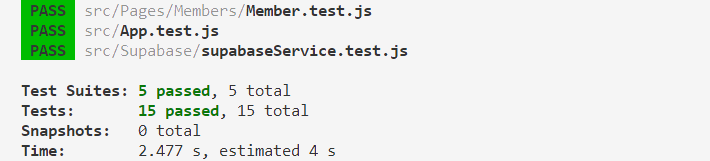 PASS src/Pages/Members/Member.test.js
PASS src/App.test.js
PASS src/Supabase/supabaseService.test.js
Test Suites: 5 passed, 5 total
Tests: 15 passed, 15 total
Snapshots: 0 total
Time: 2.477 s, estimated 4 s